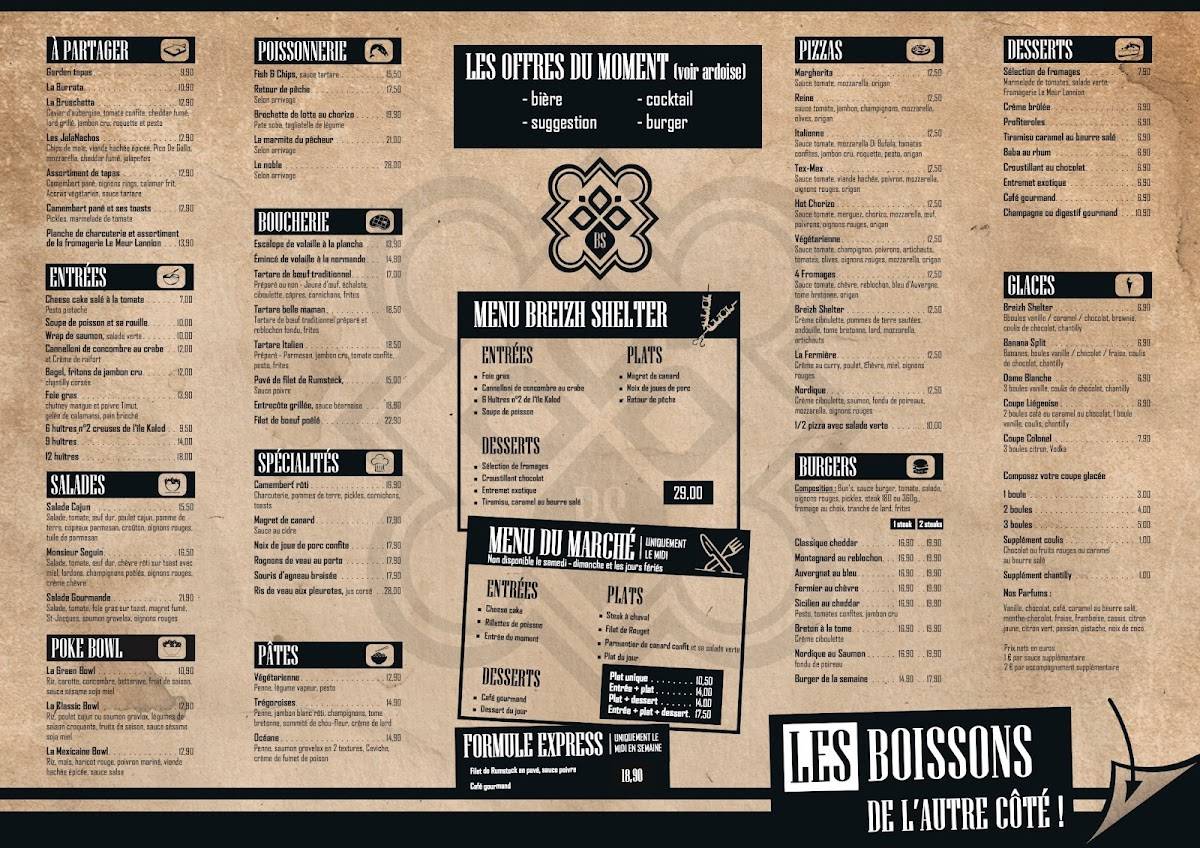 À PARTAGER
Garden tapas 9,90
La Burrata 10,90
La Bruschetta 12,90
Caviar d'aubergine, tomate confite, cheddar fumé,
lard grillé, jambon cru, roquette et pesto
Les JalaNachos 12,90
Chips de maïs, viande hachée épicée, Pico De Gallo,
mozzarella, cheddar fumé, jalapeños
Assortiment de tapas 12,90
Camembert pané, oignons rings, calamar frit,
Accras végétarien, sauce tartare
Camembert pané et ses toasts 12,90
Pickles, marmelade de tomate
Planche de charcuterie et assortiment
de la fromagerie Le Meur Lannion 13,90
ENTRÉES
Cheese cake salé à la tomate 7,00
Pesto pistache
Soupe de poisson et sa rouille 10,00
Wrap de saumon, salade verte 10,00
Cannelloni de concombre au crabe 12,00
et Crème de raifort
Bagel, fritons de jambon cru 12,00
chantilly corsée
Foie gras 13,90
chutney mangue et poivre Timut,
gelée de calamansi, pain brioché
6 huîtres n°2 creuses de l'île Kalod 9,50
9 huîtres 14,00
12 huîtres 18,00
SALADES
Salade Cajun 15,50
Salade, tomate, œuf dur, poulet cajun, pomme de
terre, copeaux parmesan, croûton, oignons rouges,
tuile de parmesan
Monsieur Seguin 16,50
Salade, tomate, œuf dur, chèvre rôti sur toast avec
miel, lardons, champignons poêlés, oignons rouges,
crème chèvre
Salade Gourmande 21,90
Salade, tomate, foie gras sur toast, magret fumé,
St-Jacques, saumon gravelox, oignons rouges
POKE BOWL
La Green Bowl 10,90
Riz, carotte, concombre, betterave, fruit de saison,
sauce sésame soja miel
La Classic Bowl 12,90
Riz, poulet cajun ou saumon gravlox, légumes de
saison croquants, fruits de saison, sauce sésame
soja miel
La Mexicaine Bowl 12,90
Riz, maïs, haricot rouge, poivron mariné, viande
hachée épicée, sauce salsa
POISSONNERIE
Fish & Chips, sauce tartare 15,50
Retour de pêche 17,50
Selon arrivage
Brochette de lotte au chorizo 19,90
Pate soba, tagliatelle de légume
La marmite du pêcheur 21,00
Selon arrivage
Le noble 26,00
Selon arrivage
BOUCHERIE
Escalope de volaille à la plancha 13,90
Émincé de volaille à la normande 14,90
Tartare de bœuf traditionnel 17,00
Préparé ou non - Jaune d'œuf, échalote,
ciboulette, câpres, cornichons, frites
Tartare belle maman 18,50
Tartare de bœuf traditionnel préparé et
reblochon fondu, frites
Tartare Italien 18,50
Préparé - Parmesan, jambon cru, tomate confite,
pesto, frites
Pavé de filet de Rumsteck, 15,00
Sauce poivre
Entrecôte grillée, sauce béarnaise 19,90
Filet de bœuf poêlé 22,90
SPÉCIALITÉS
Camembert rôti 16,90
Charcuterie, pommes de terre, pickles, cornichons,
toasts
Magret de canard 17,90
Sauce au cidre
Noix de joue de porc confite 17,90
Rognons de veau au porto 17,90
Souris d'agneau braisée 17,90
Ris de veau aux pleurotes, jus corsé 28,00
PÂTES
Végétarienne 12,90
Penne, légume vapeur, pesto
Trégoroises 14,90
Penne, jambon blanc rôti, champignons, tome
bretonne, sommité de chou-fleur, crème de lard
Océane 14,90
Penne, saumon gravelox en 2 textures, Ceviche,
crème de fumet de poison
LES OFFRES DU MOMENT (voir ardoise)
- bière - cocktail
- suggestion - burger
BS
MENU BREIZH SHELTER
ENTRÉES
Foie gras
Cannelloni de concombre au crabe
6 Huîtres n°2 de l'île Kalod
Soupe de poisson
PLATS
Magret de canard
Noix de joues de porc
Retour de pêche
DESSERTS
Sélection de fromages
Croustillant chocolat
Entremet exotique
Tiramisu, caramel au beurre salé
29,00
MENU DU MARCHÉ | UNIQUEMENT
LE MIDI
Non disponible le samedi - dimanche et les jours fériés
ENTRÉES
Cheese cake
Rillettes de poisson
Entrée du moment
PLATS
Steak à cheval
Filet de Rouget
Parmentier de canard confit et sa salade verte
Plat du jour
DESSERTS
Café gourmand
Dessert du jour
Plat unique 10,50
Entrée + plat 14,00
Plat + dessert 14,00
Entrée + plat + dessert. 17,50
FORMULE EXPRESS | UNIQUEMENT LE
MIDI EN SEMAINE
Filet de Rumsteck en pavé, sauce poivre
Café gourmand
18,90
PIZZAS
Margherita 12,50
Sauce tomate, mozzarella, origan
Reine 12,50
sauce tomate, jambon, champignons, mozzarella,
olives, origan
Italienne 12,50
Sauce tomate, mozzarella Di Bufala, tomates
confites, jambon cru, roquette, pesto, origan
Tex-Mex 12,50
Sauce tomate, viande hachée, poivron, mozzarella,
oignons rouges, origan
Hot Chorizo 12,50
Sauce tomate, merguez, chorizo, mozzarella, œuf,
poivrons, oignons rouges, origan
Végétarienne 12,50
Sauce tomate, champignon, poivrons, artichauts,
tomates, olives, oignons rouges, mozzarella, origan
4 Fromages 12,50
Sauce tomate, chèvre, reblochon, bleu d'Auvergne,
tome bretonne, origan
Breizh Shelter 12,50
Crème ciboulette, pommes de terre sautées,
andouille, tome bretonne, lard, mozzarella,
artichauts
La Fermière 12,50
Crème au curry, poulet, chèvre, miel, oignons
rouges
Nordique 12,50
Crème ciboulette, saumon, fondu de poireaux,
mozzarella, oignons rouges
1/2 pizza avec salade verte 10,00
BURGERS
Composition : Bun's, sauce burger, tomate, salade,
oignons rouges, pickles, steak 180 ou 360g,
fromage au choix, tranche de lard, frites
1 steak 2 steaks
Classique cheddar 16,90 19,90
Montagnard au reblochon 16,90 19,90
Auvergnat au bleu 16,90 19,90
Fermier au chèvre 16,90 19,90
Sicilien au cheddar 16,90 19,90
Pesto, tomates confites, jambon cru
Breton à la tome 16,90 19,90
Crème ciboulette
Nordique au Saumon 16,90 19,90
fondu de poireau
Burger de la semaine 14,90 17,90
DESSERTS
Sélection de fromages 7,90
Marmelade de tomates, salade verte,
Fromagerie Le Meur Lannion
Crème brûlée 6,90
Profiteroles 6,90
Tiramisu caramel au beurre salé 6,90
Baba au rhum 6,90
Croustillant au chocolat 6,90
Entremet exotique 6,90
Café gourmand 6,90
Champagne ou digestif gourmand 10,90
GLACES
Breizh Shelter 6,90
Boules vanille / caramel / chocolat, brownie,
coulis de chocolat, chantilly
Banana Split 6,90
Bananes, boules vanille / chocolat / fraise, coulis
de chocolat, chantilly
Dame Blanche 6,90
3 boules vanille, coulis de chocolat, chantilly
Coupe Liégeoise 6,90
2 boules café ou caramel au chocolat, 1 boule
vanille, coulis, chantilly
Coupe Colonel 7,90
3 boules citron, Vodka
Composez votre coupe glacée
1 boule 3,00
2 boules 4,00
3 boules 5,00
Supplément coulis 1,00
Chocolat ou fruits rouges ou caramel
au beurre salé
Supplément chantilly 1,00
Nos Parfums :
Vanille, chocolat, café, caramel au beurre salé,
menthe-chocolat, fraise, framboise, cassis, citron
jaune, citron vert, passion, pistache, noix de coco.
Prix nets en euros
1 € par sauce supplémentaire
2 € par accompagnement supplémentaire
LES BOISSONS
DE L'AUTRE CÔTÉ !